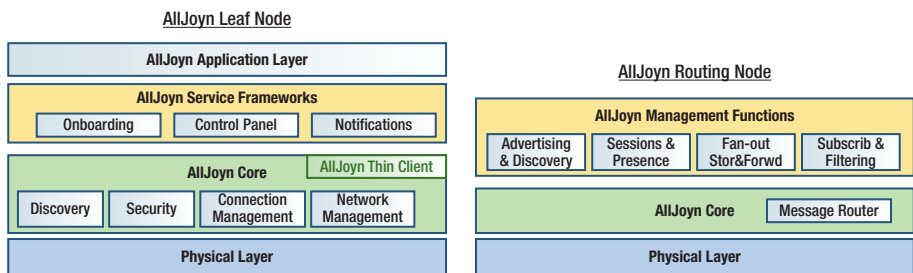 AllJoyn Leaf Node
AllJoyn Application Layer
AllJoyn Service Frameworks
Onboarding
Control Panel
Notifications
AllJoyn Thin Client
AllJoyn Core
Discovery
Security
Connection
Management
Network
Management
Physical Layer
AllJoyn Routing Node
AllJoyn Management Functions
Advertising
& Discovery
Sessions &
Presence
Fan-out
Stor&Forwd
Subscrib &
Filtering
AllJoyn Core
Message Router
Physical Layer